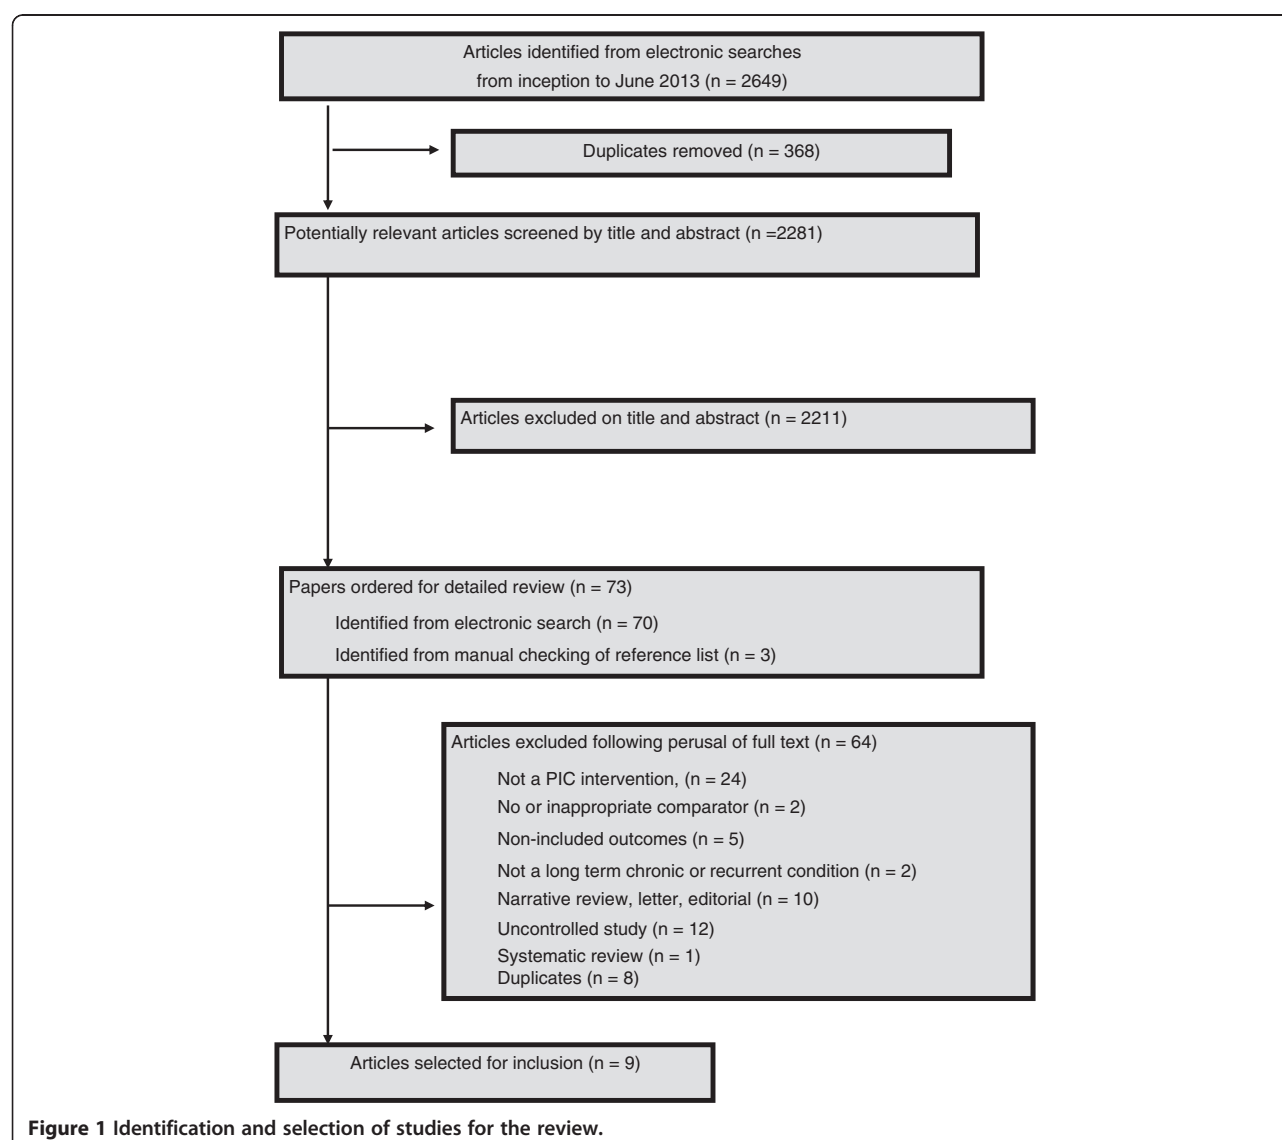 Articles identified from electronic searches
from inception to June 2013 (n = 2649)
Duplicates removed (n = 368)
Potentially relevant articles screened by title and abstract (n =2281)
Articles excluded on title and abstract (n = 2211)
Papers ordered for detailed review (n = 73)
Identified from electronic search (n = 70)
Identified from manual checking of reference list (n = 3)
Articles excluded following perusal of full text (n = 64)
Not a PIC intervention, (n = 24)
No or inappropriate comparator (n = 2)
Non-included outcomes (n = 5)
Not a long term chronic or recurrent condition (n = 2)
Narrative review, letter, editorial (n = 10)
Uncontrolled study (n = 12)
Systematic review (n = 1)
Duplicates (n = 8)
Articles selected for inclusion (n = 9)
Figure 1 Identification and selection of studies for the review.